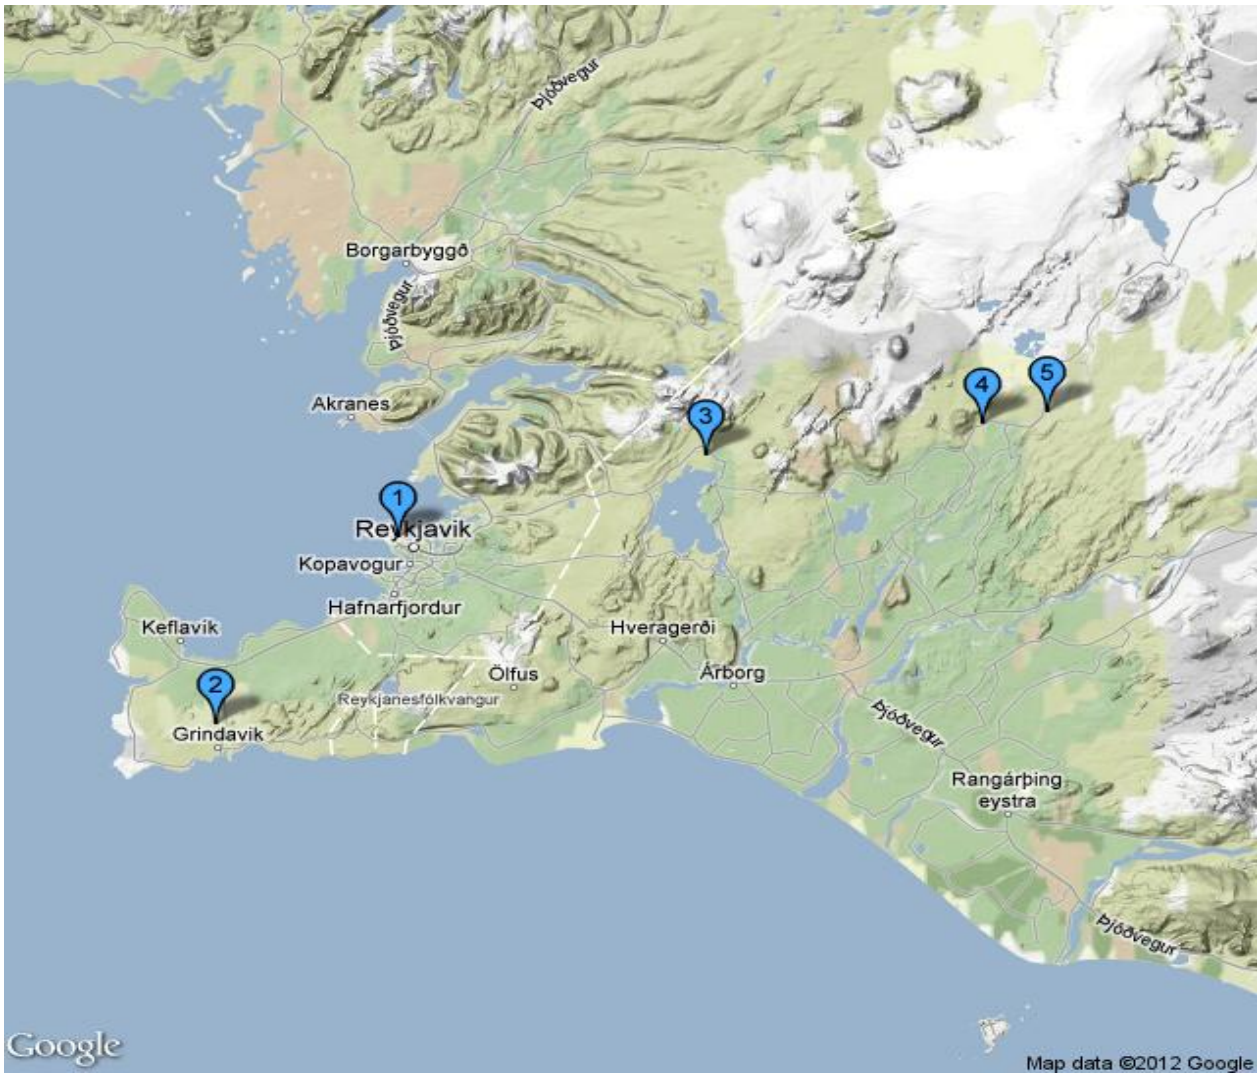 Þjóðvegur
Borgarbyggð
Þjóðvegur
Akranes
3
4
5
1
Reykjavik
Kopavogur
Hafnarfjordur
Keflavik
Hveragerði
Ölfus
Árborg
2
Reykjanesfólkvangur
Grindavik
Þjóðvegur
Rangárþing
eystra
Þjóðvegur
Google
Map data ©2012 Google